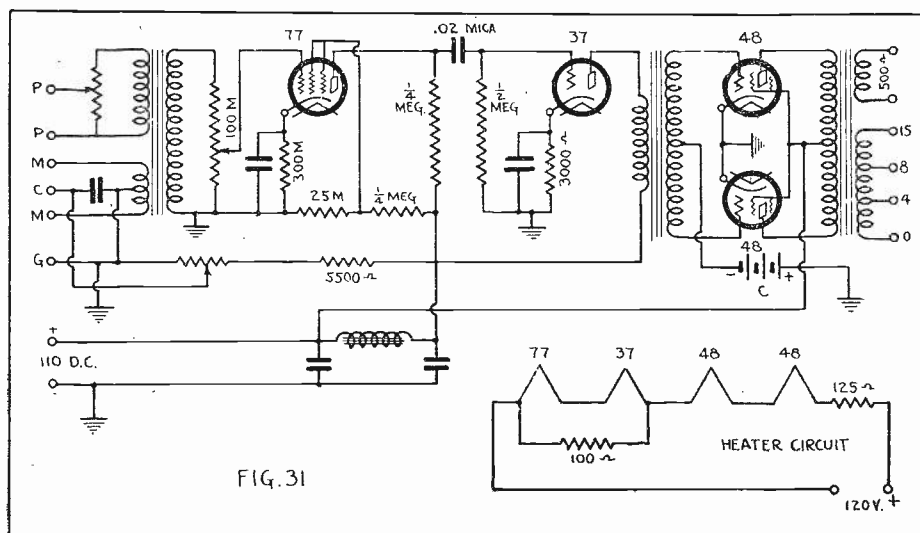 77
.02 MICA
37
48
P
P
100 M
¼ MEG.
½ MEG.
500 Ω
M
C
M
300M
3000 Ω
25 M
¼ MEG.
15
8
4
0
G
5500 Ω
48
- C +
+
110 D.C.
-
77 37 48 48
125 Ω
100 Ω
HEATER CIRCUIT
120V. +
FIG. 31